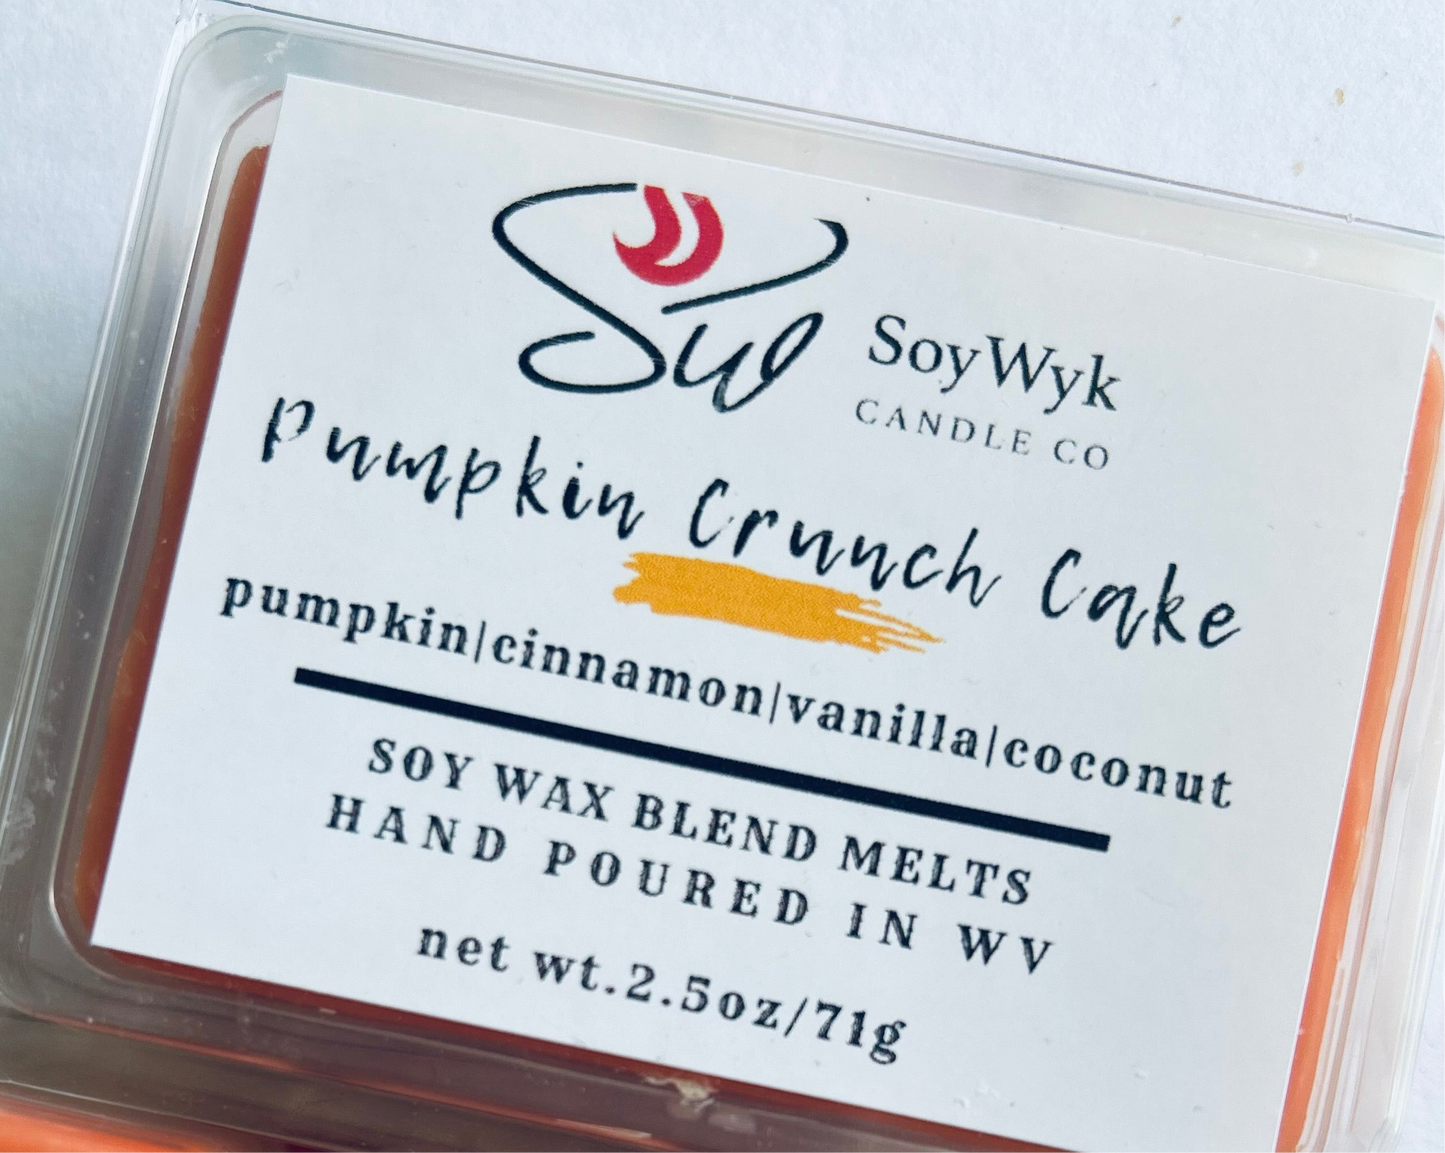 Sw
SoyWyk
CANDLE CO
Pumpkin Crunch Cake
pumpkin|cinnamon|vanilla|coconut
SOY WAX BLEND MELTS
HAND POURED IN WV
net wt.2.5oz/71g